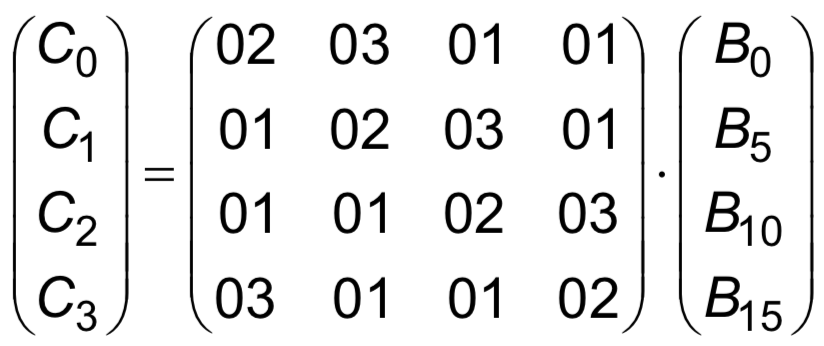 C0 02 03 01 01 B0
C1 01 02 03 01 B5
= ·
C2 01 01 02 03 B10
C3 03 01 01 02 B15